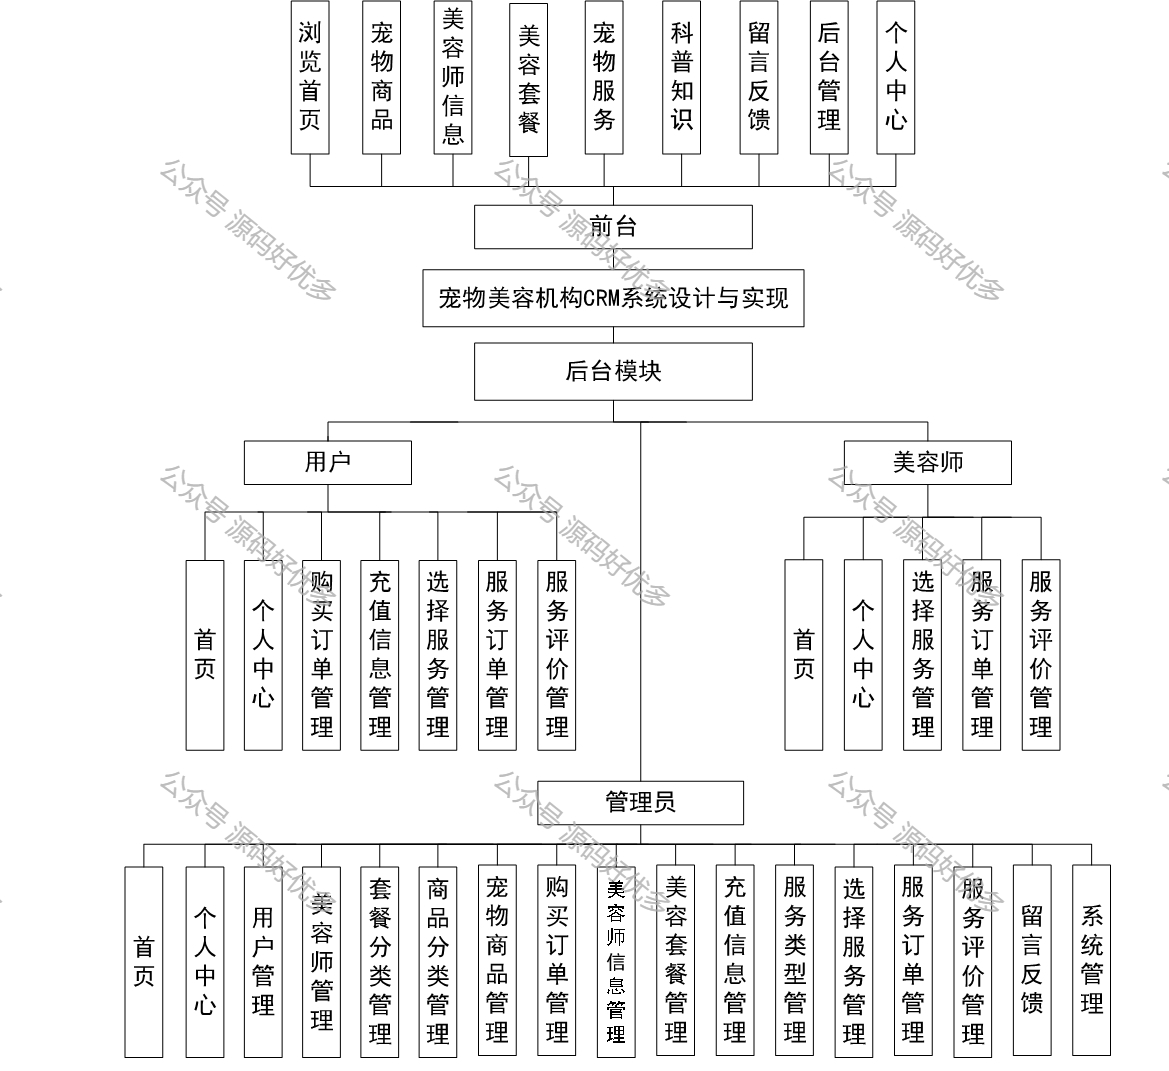 浏览首页
宠物商品
美容师信息
美容套餐
宠物服务
科普知识
留言反馈
后台管理
个人中心
前台
宠物美容机构CRM系统设计与实现
后台模块
用户
美容师
首页
个人中心
购买订单管理
充值信息管理
选择服务管理
服务订单管理
服务评价管理
首页
个人中心
选择服务管理
服务订单管理
服务评价管理
管理员
首页
个人中心
用户管理
美容师管理
套餐分类管理
商品分类管理
宠物商品管理
购买订单管理
美容师信息管理
美容套餐管理
充值信息管理
服务类型管理
选择服务管理
服务订单管理
服务评价管理
留言反馈
系统管理
公众号 源码好优多
公众号 源码好优多
公众号 源码好优多
公众号 源码好优多
公众号 源码好优多
公众号 源码好优多
公众号 源码好优多
公众号 源码好优多
公众号 源码好优多